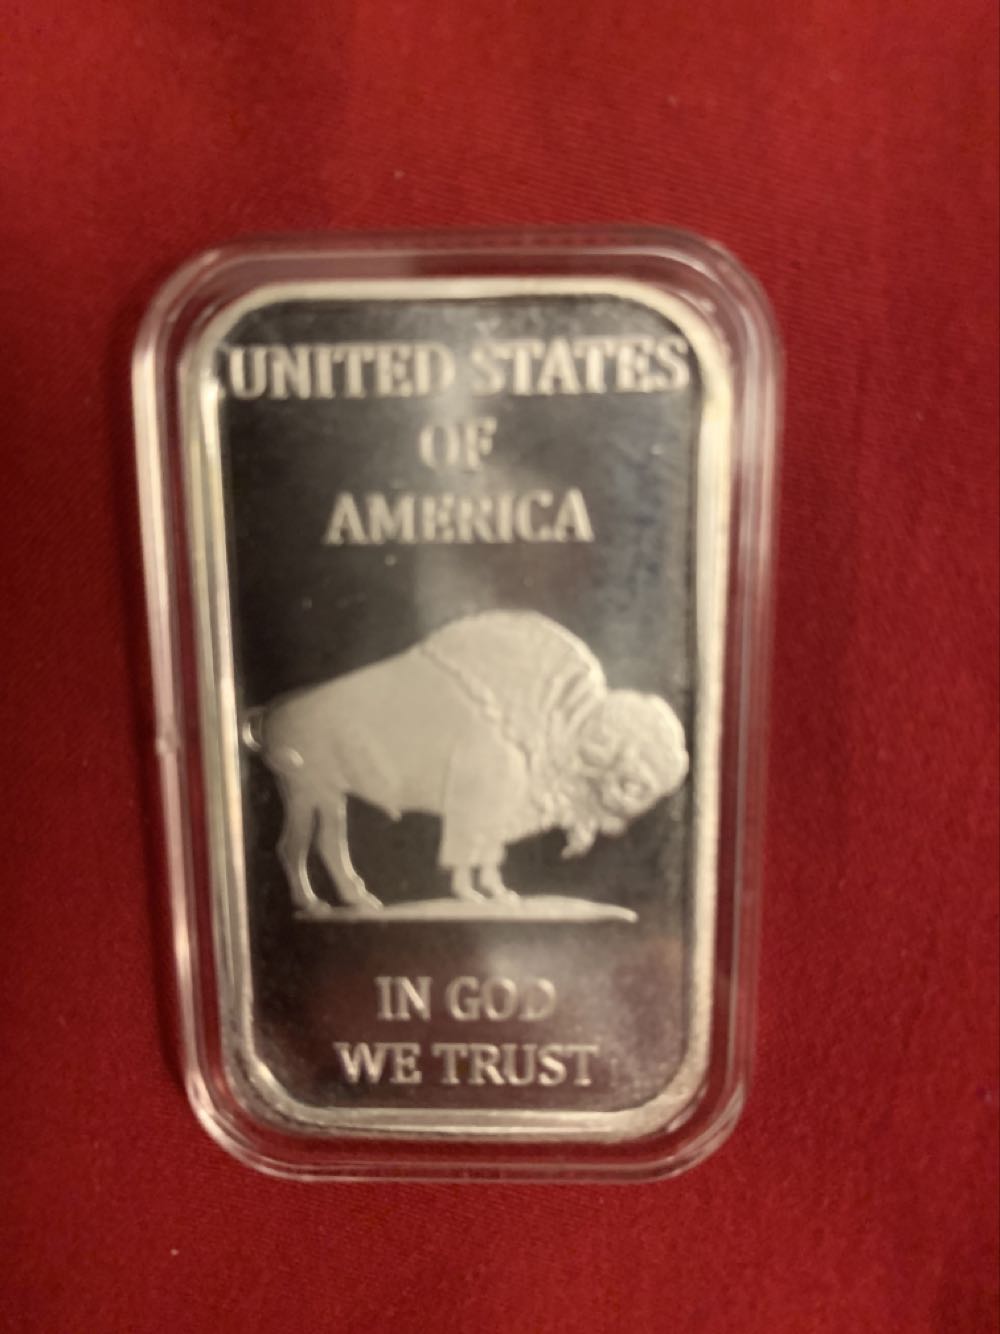 UNITED STATES
OF
AMERICA
IN GOD
WE TRUST